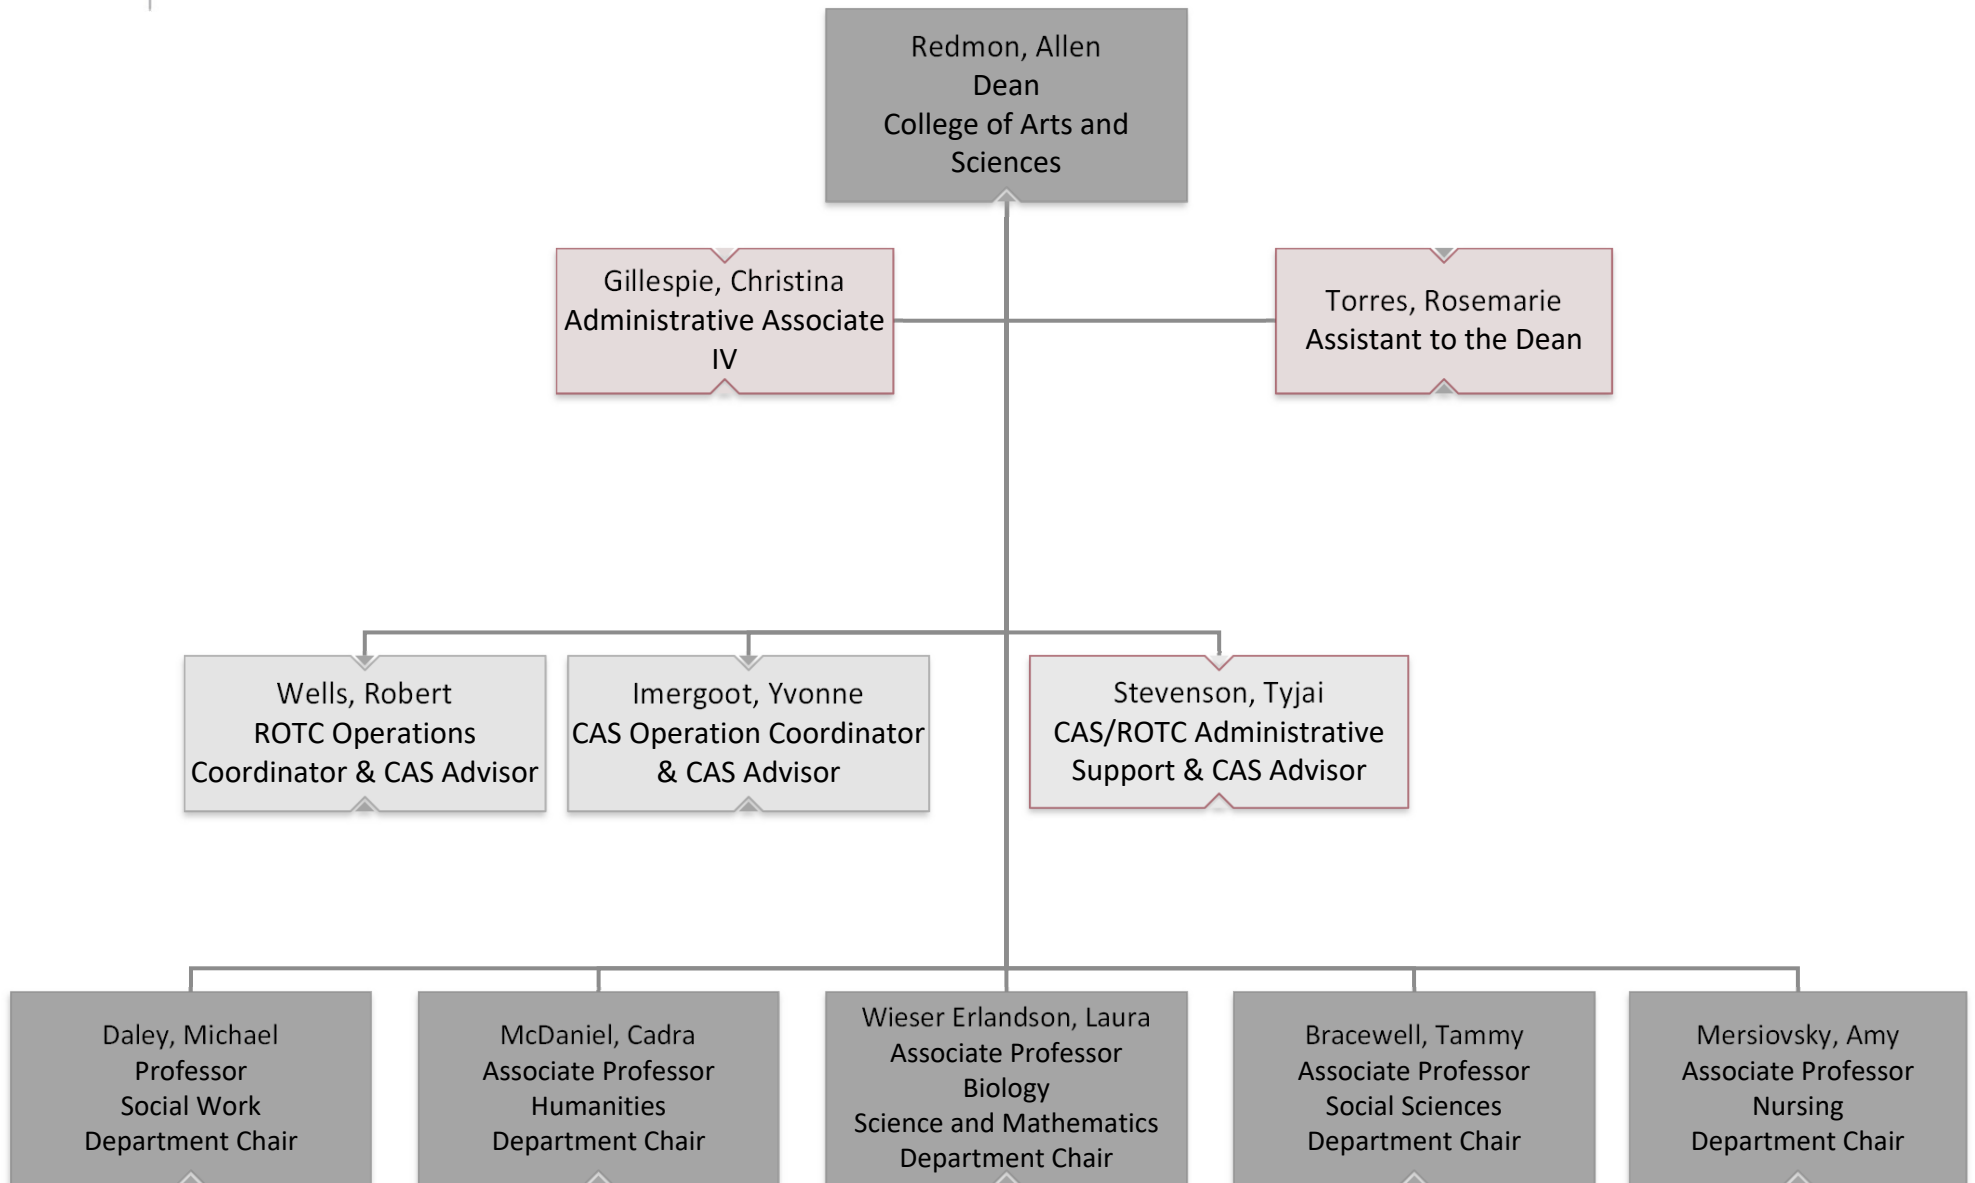 Redmon, Allen
Dean
College of Arts and
Sciences
Gillespie, Christina
Administrative Associate
IV
Torres, Rosemarie
Assistant to the Dean
Wells, Robert
ROTC Operations
Coordinator & CAS Advisor
Imergoot, Yvonne
CAS Operation Coordinator
& CAS Advisor
Stevenson, Tyjai
CAS/ROTC Administrative
Support & CAS Advisor
Daley, Michael
Professor
Social Work
Department Chair
McDaniel, Cadra
Associate Professor
Humanities
Department Chair
Wieser Erlandson, Laura
Associate Professor
Biology
Science and Mathematics
Department Chair
Bracewell, Tammy
Associate Professor
Social Sciences
Department Chair
Mersiovsky, Amy
Associate Professor
Nursing
Department Chair